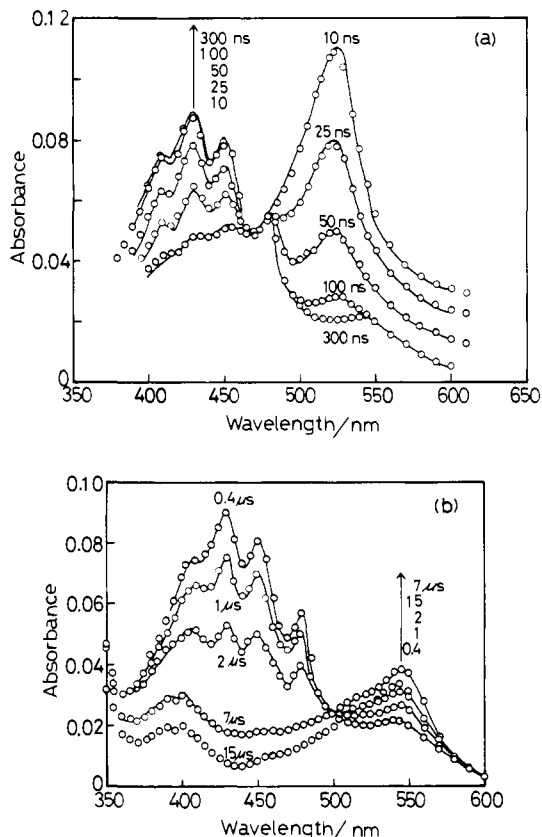 0.12
(a)
300 ns
100
50
25
10
10 ns
0.08
25 ns
Absorbance
50 ns
0.04
100 ns
300 ns
0
350 400 450 500 550 600 650
Wavelength/nm
0.10
(b)
0.4 µs
0.08
7 µs
15
2
1
0.4
1 µs
0.06
2 µs
Absorbance
0.04
0.02
7 µs
15 µs
0.00
350 400 450 500 550 600
Wavelength/nm